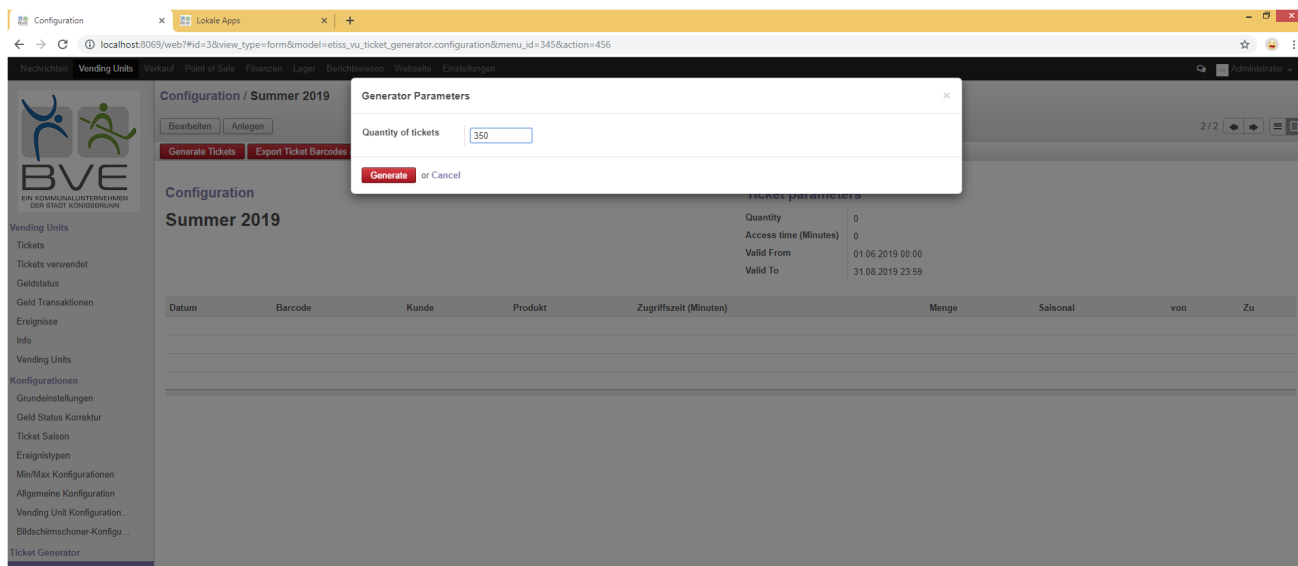 Configuration
Lokale Apps
localhost:8069/web?#id=3&view_type=form&model=etiss_vu_ticket_generator.configuration&menu_id=345&action=456
Nachrichten Vending Units Verkauf Point of Sale Finanzen Lager Berichtswesen Webseite Einstellungen
Administrator
BVE
EIN KOMMUNALUNTERNEHMEN
DER STADT KÖNIGSBRUNN
Vending Units
Tickets
Tickets verwendet
Geldstatus
Geld Transaktionen
Ereignisse
Info
Vending Units
Konfigurationen
Grundeinstellungen
Geld Status Korrektur
Ticket Saison
Ereignistypen
Min/Max Konfigurationen
Allgemeine Konfiguration
Vending Unit Konfiguration...
Bildschirmschoner-Konfigu...
Ticket Generator
Configuration / Summer 2019
Bearbeiten Anlegen
2 / 2
Generate Tickets Export Ticket Barcodes
Generator Parameters
×
Quantity of tickets 350
Generate or Cancel
Configuration
Summer 2019
Ticket parameters
Quantity 0
Access time (Minutes) 0
Valid From 01.06.2019 00:00
Valid To 31.08.2019 23:59
Datum Barcode Kunde Produkt Zugriffszeit (Minuten) Menge Saisonal von Zu